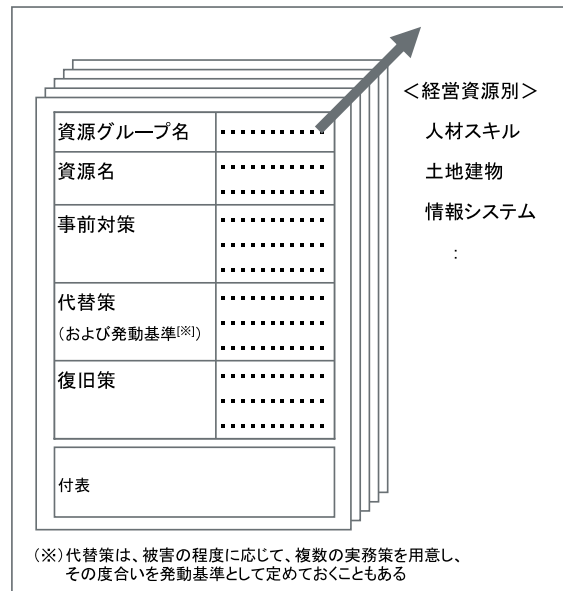 ＜経営資源別＞
人材スキル
土地建物
情報システム
：
資源グループ名
資源名
事前対策
代替策
（および発動基準[※]）
復旧策
付表
（※）代替策は、被害の程度に応じて、複数の実務策を用意し、
その度合いを発動基準として定めておくこともある